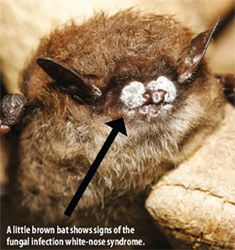 A little brown bat shows signs of the
fungal infection white-nose syndrome.